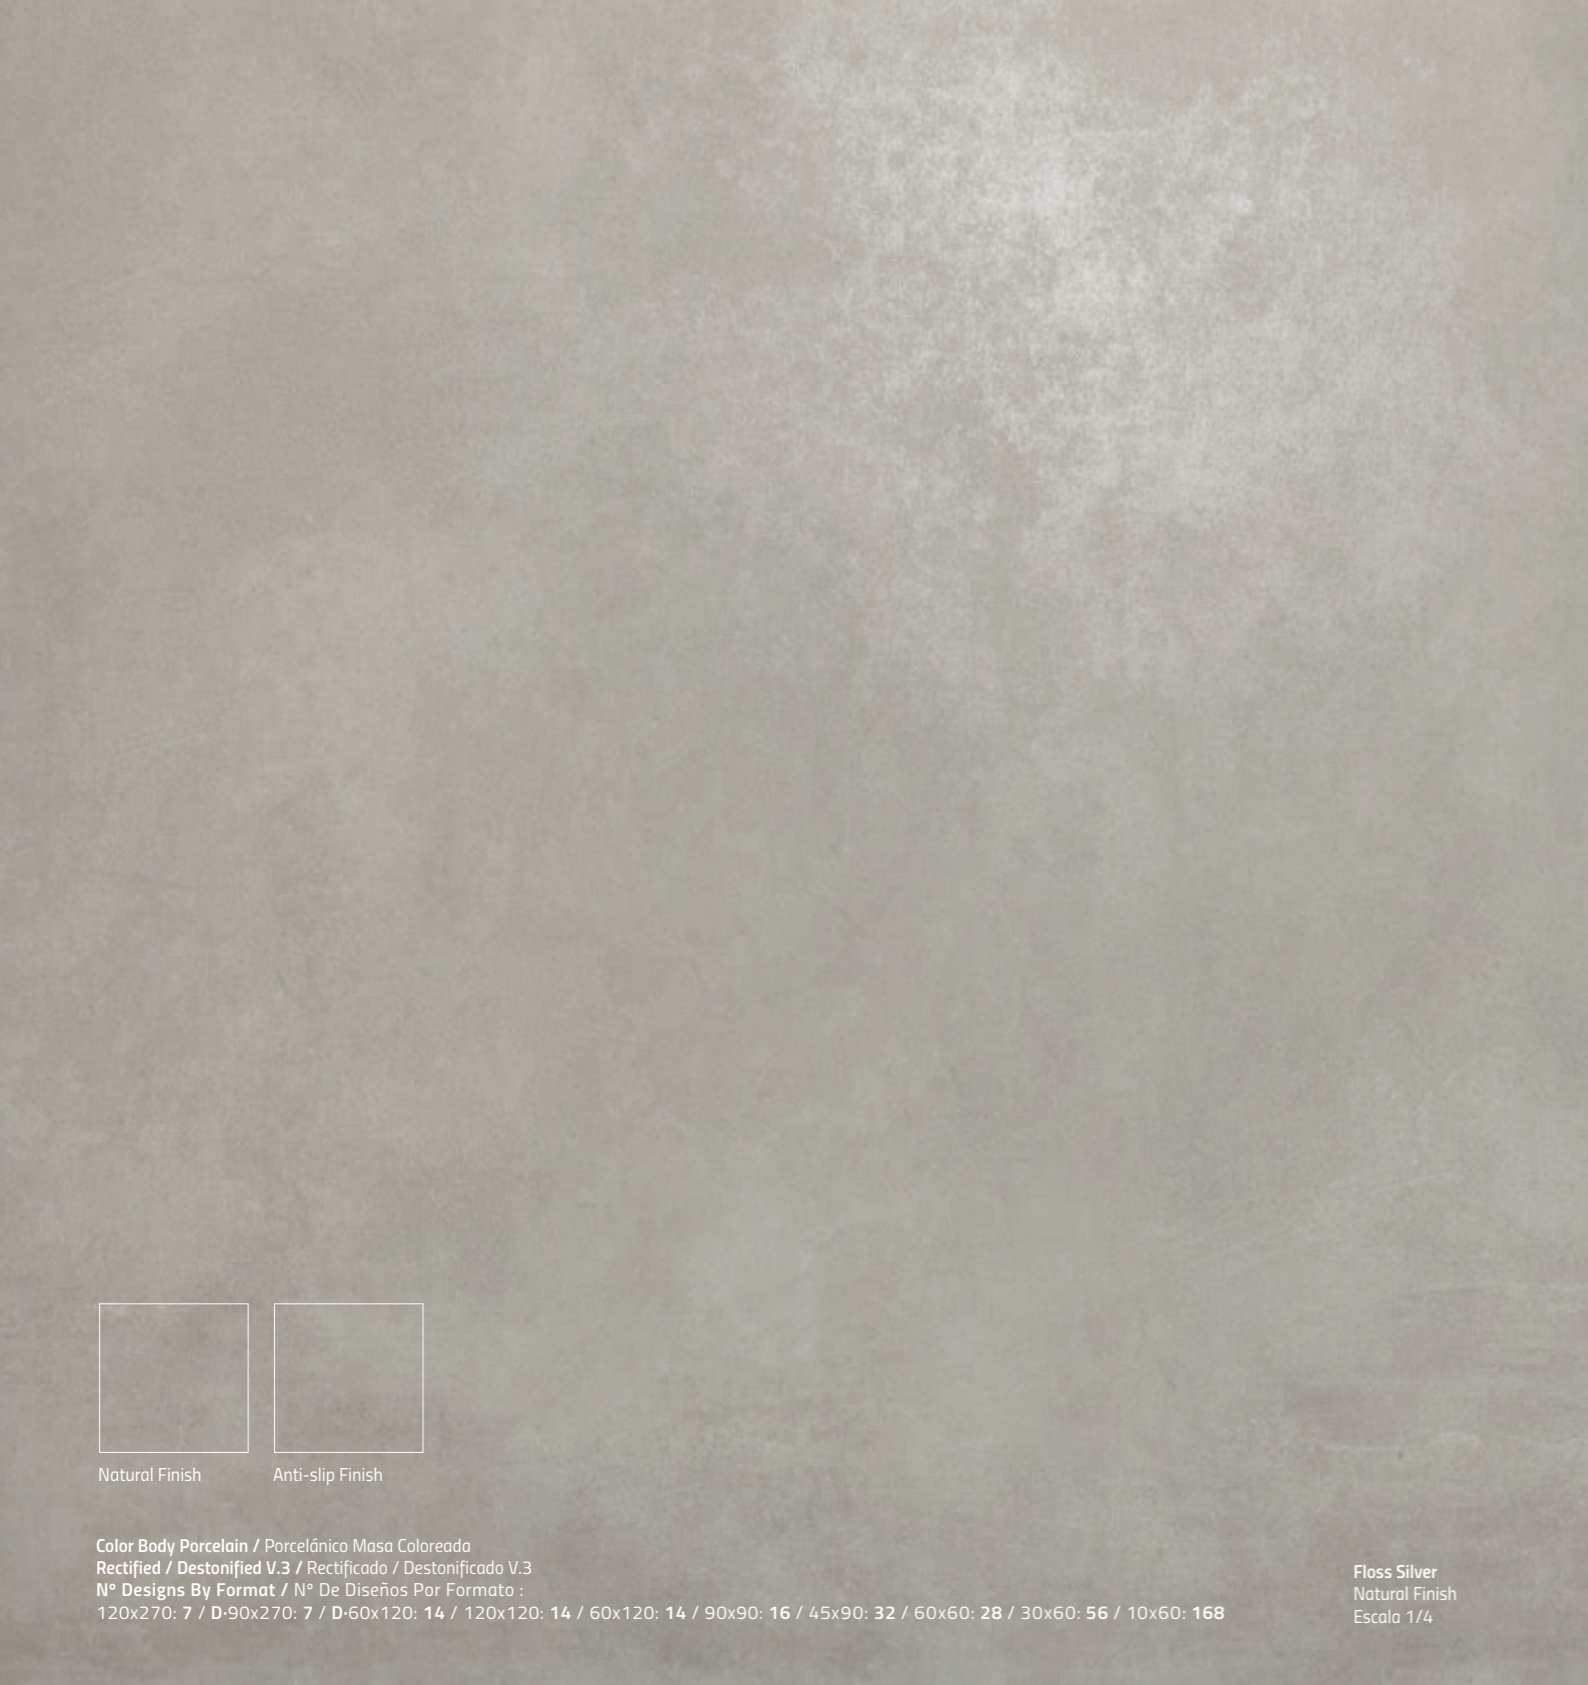 Natural Finish
Anti-slip Finish
Color Body Porcelain / Porcelánico Masa Coloreada
Rectified / Destonified V.3 / Rectificado / Destonificado V.3
Nº Designs By Format / Nº De Diseños Por Formato :
120x270: 7 / D·90x270: 7 / D·60x120: 14 / 120x120: 14 / 60x120: 14 / 90x90: 16 / 45x90: 32 / 60x60: 28 / 30x60: 56 / 10x60: 168
Floss Silver
Natural Finish
Escala 1/4